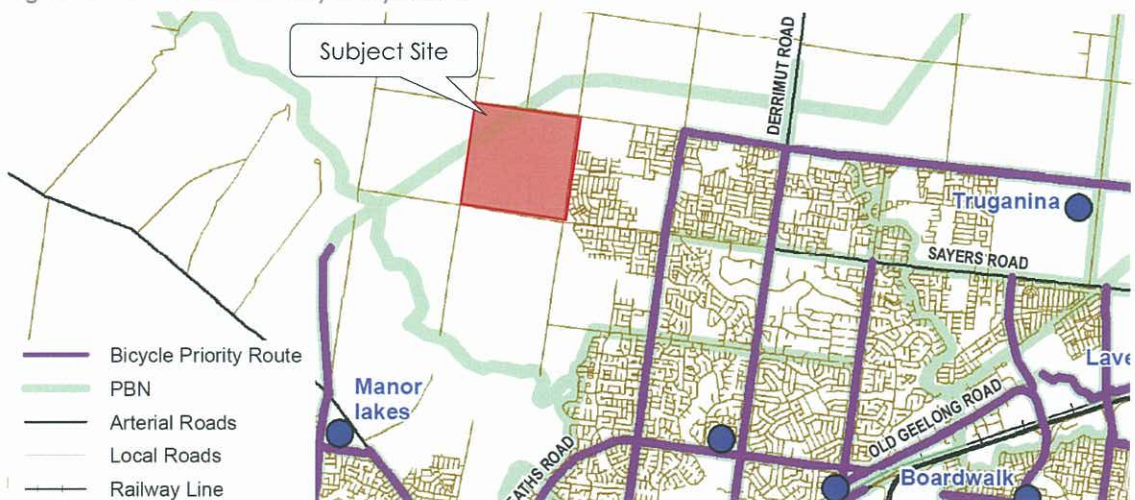 Subject Site
DERRIMUT ROAD
Truganina
SAYERS ROAD
Bicycle Priority Route
PBN
Arterial Roads
Local Roads
Railway Line
Manor
lakes
OLD GEELONG ROAD
Boardwalk